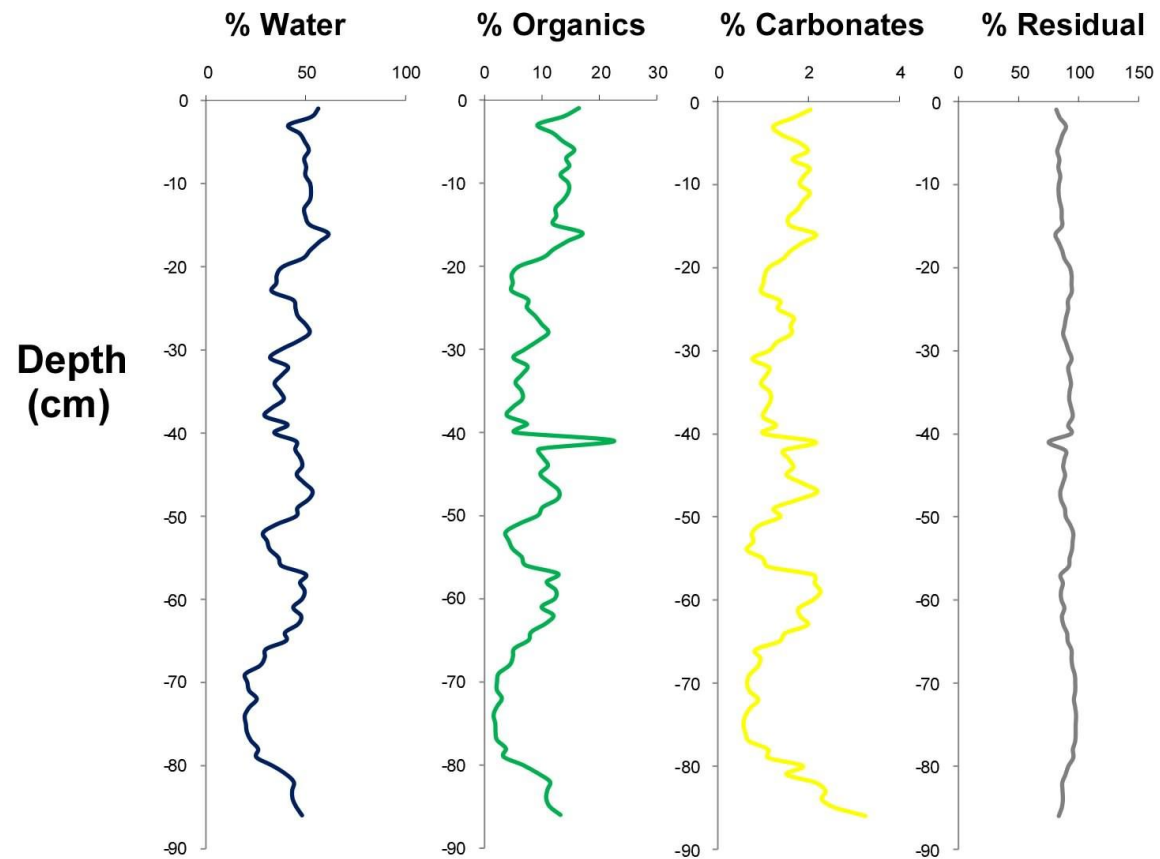 % Water % Organics % Carbonates % Residual
0 50 100 0 10 20 30 0 2 4 0 50 100 150
0 0 0 0
-10 -10 -10 -10
-20 -20 -20 -20
-30 -30 -30 -30
Depth
(cm)
-40 -40 -40 -40
-50 -50 -50 -50
-60 -60 -60 -60
-70 -70 -70 -70
-80 -80 -80 -80
-90 -90 -90 -90